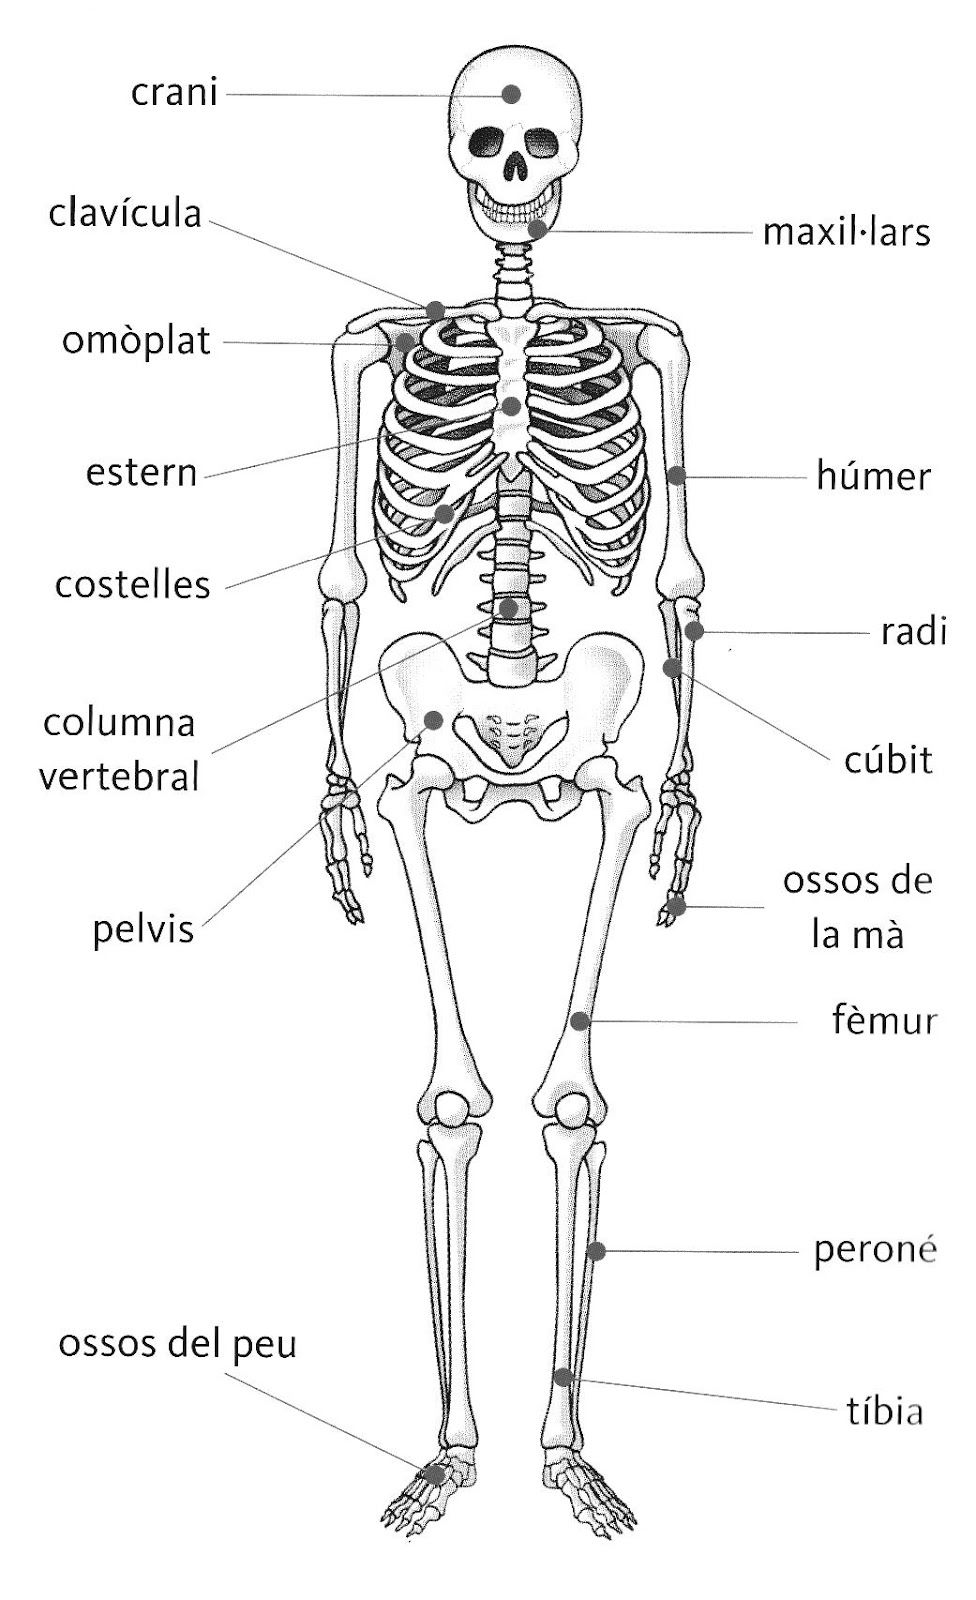 crani
clavícula
maxil·lars
omòplat
estern
húmer
costelles
radi
columna
vertebral
cúbit
ossos de
la mà
pelvis
fèmur
peroné
ossos del peu
tíbia